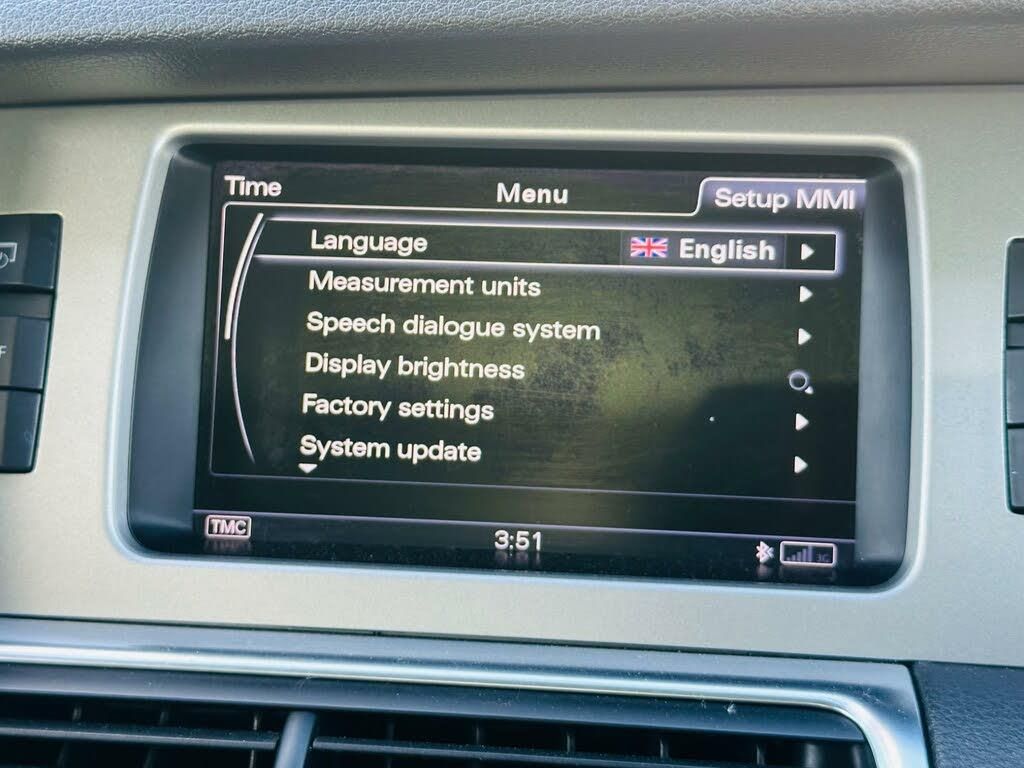 Time Menu Setup MMI
Language English
Measurement units
Speech dialogue system
Display brightness
Factory settings
System update
TMC 3:51 3G
F